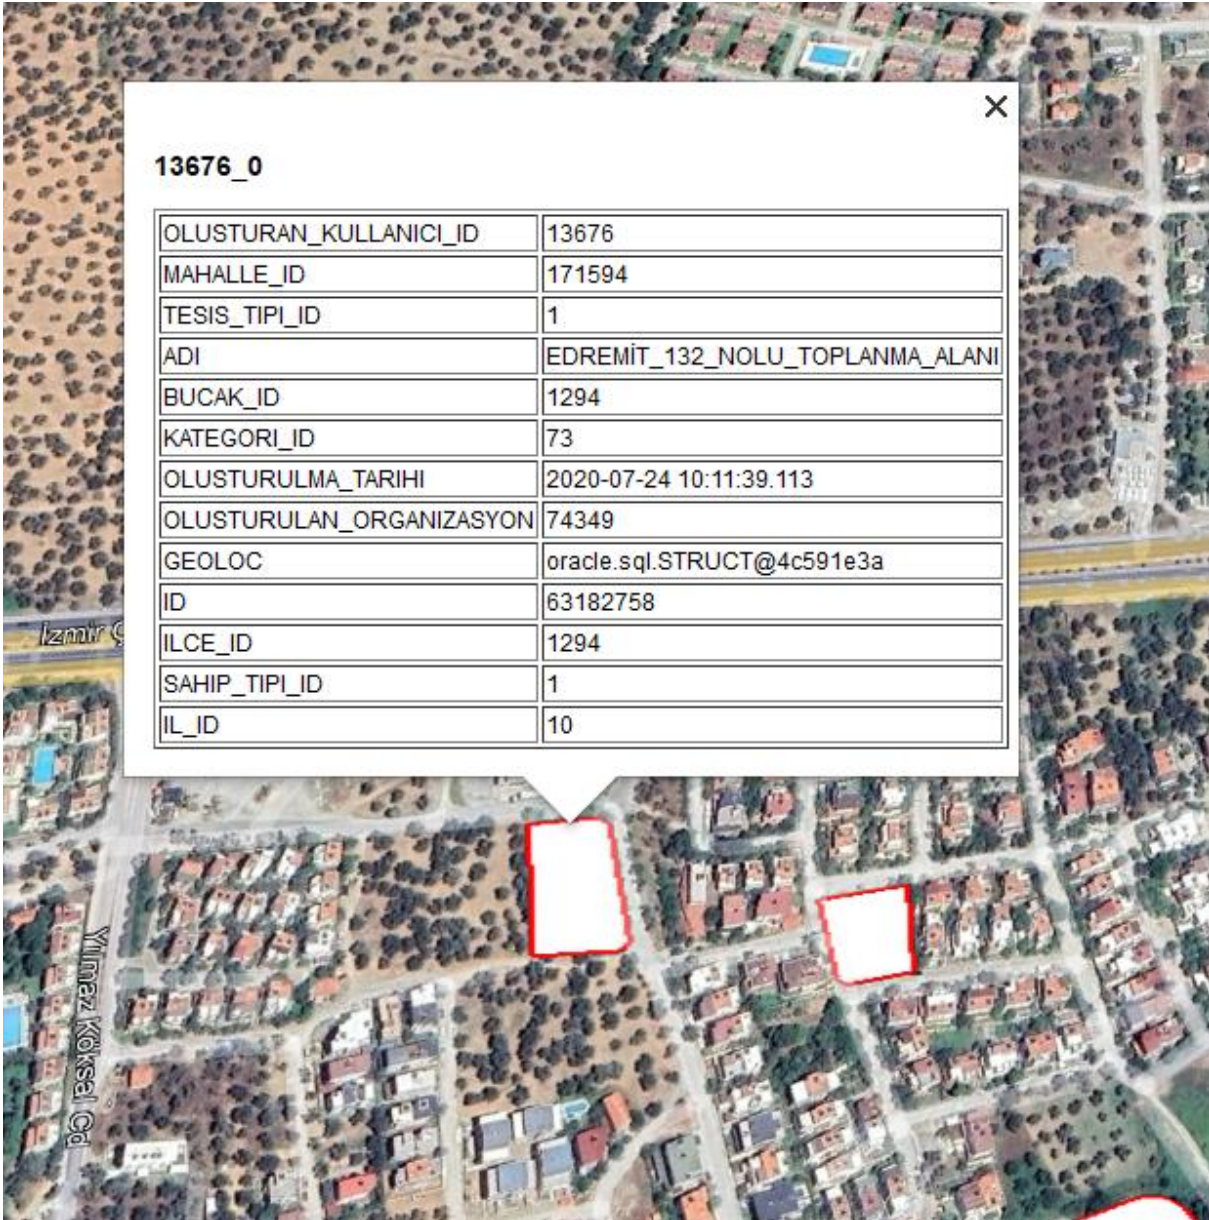 13676_0
OLUSTURAN_KULLANICI_ID 13676
MAHALLE_ID 171594
TESIS_TIPI_ID 1
ADI EDREMİT_132_NOLU_TOPLANMA_ALANI
BUCAK_ID 1294
KATEGORI_ID 73
OLUSTURULMA_TARIHI 2020-07-24 10:11:39.113
OLUSTURULAN_ORGANIZASYON 74349
GEOLOC oracle.sql.STRUCT@4c591e3a
ID 63182758
ILCE_ID 1294
SAHIP_TIPI_ID 1
IL_ID 10
İzmir
Yılmaz Köksal Cd